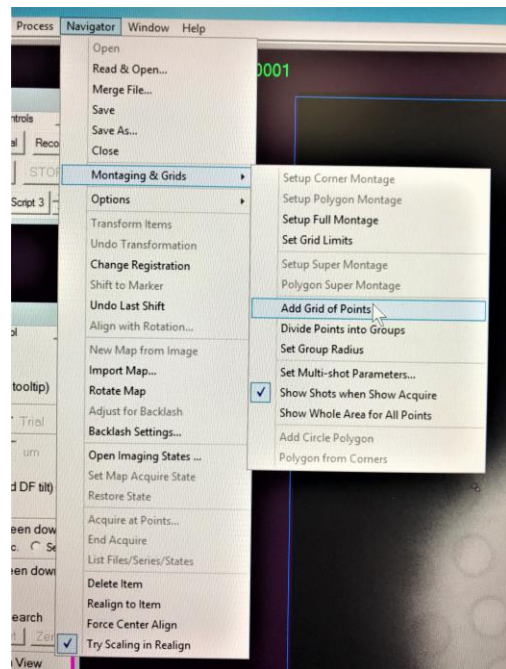 Process Navigator Window Help
0001
Open
Read & Open...
Merge File...
Save
Save As...
Close
Montaging & Grids
Options
Transform Items
Undo Transformation
Change Registration
Shift to Marker
Undo Last Shift
Align with Rotation...
New Map from Image
Import Map...
Rotate Map
Adjust for Backlash
Backlash Settings...
Open Imaging States ...
Set Map Acquire State
Restore State
Acquire at Points...
End Acquire
List Files/Series/States
Delete Item
Realign to Item
Force Center Align
Try Scaling in Realign
Setup Corner Montage
Setup Polygon Montage
Setup Full Montage
Set Grid Limits
Setup Super Montage
Polygon Super Montage
Add Grid of Points
Divide Points into Groups
Set Group Radius
Set Multi-shot Parameters...
Show Shots when Show Acquire
Show Whole Area for All Points
Add Circle Polygon
Polygon from Corners
ntrols
Reco
STO
Script 3
tooltip)
Trial
um
d DF tilt)
een dow
c. Se
een down
earch
Zer
View